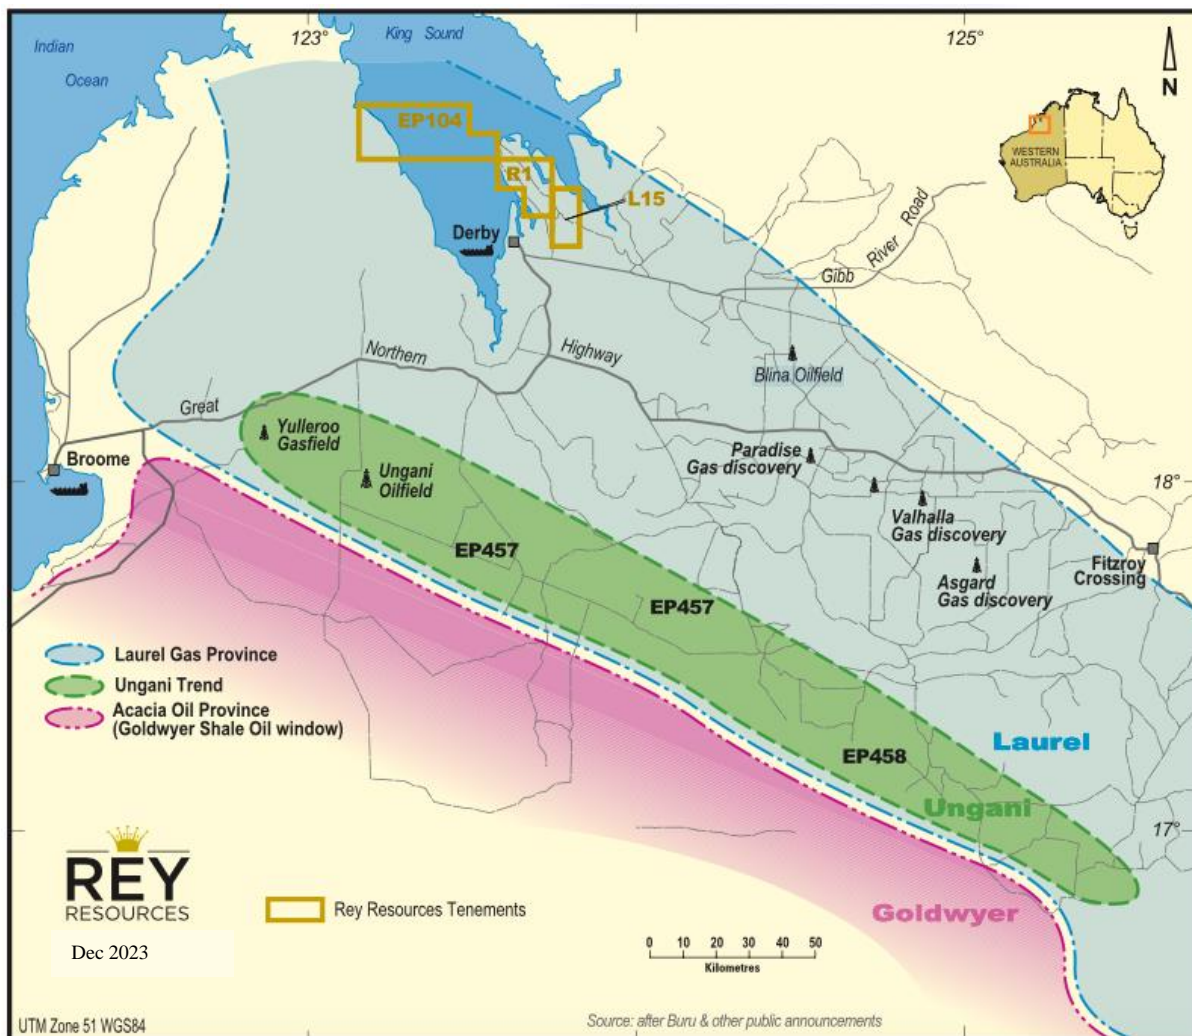 Indian
Ocean
123°
King Sound
125°
N
EP104
WESTERN
AUSTRALIA
R1
L15
Derby
Gibb River Road
Northern
Highway
Blina Oilfield
Great
Yulleroo
Gasfield
Broome
Ungani
Oilfield
Paradise
Gas discovery
18°
Valhalla
Gas discovery
Fitzroy
Crossing
EP457
Asgard
Gas discovery
EP457
Laurel Gas Province
Ungani Trend
Acacia Oil Province
(Goldwyer Shale Oil window)
Laurel
EP458
Ungani
17°
REY
RESOURCES
Rey Resources Tenements
Goldwyer
Dec 2023
0 10 20 30 40 50
Kilometres
UTM Zone 51 WGS84
Source: after Buru & other public announcements